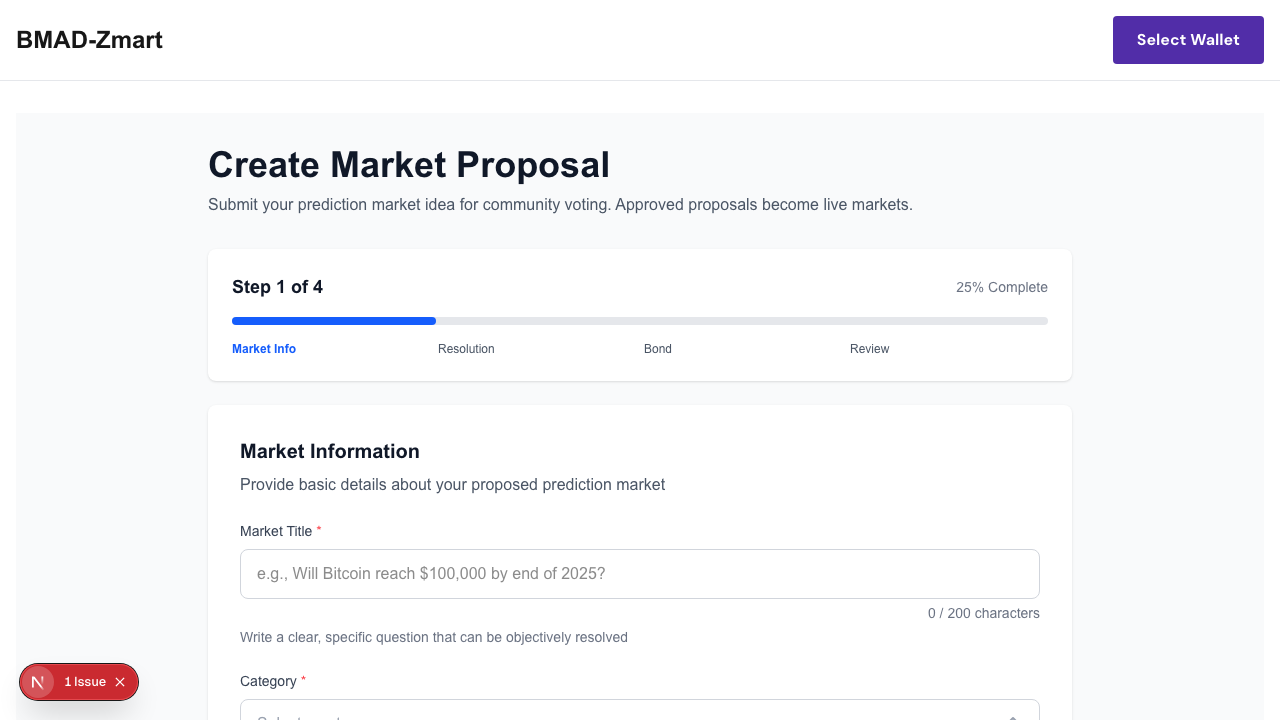 BMAD-Zmart
Select Wallet
Create Market Proposal
Submit your prediction market idea for community voting. Approved proposals become live markets.
Step 1 of 4
25% Complete
Market Info
Resolution
Bond
Review
Market Information
Provide basic details about your proposed prediction market
Market Title *
e.g., Will Bitcoin reach $100,000 by end of 2025?
0 / 200 characters
Write a clear, specific question that can be objectively resolved
N
1 Issue
Category *